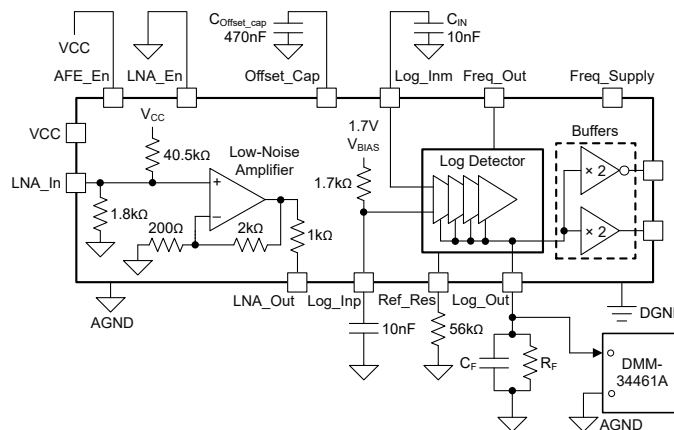 VCC
C_Offset_cap
470nF
C_IN
10nF
AFE_En
LNA_En
Offset_Cap
Log_Inm
Freq_Out
Freq_Supply
VCC
V_CC
40.5kΩ
Low-Noise
Amplifier
1.7V
V_BIAS
1.7kΩ
Log Detector
Buffers
× 2
× 2
LNA_In
+
−
1.8kΩ
200Ω
2kΩ
1kΩ
AGND
LNA_Out
Log_Inp
Ref_Res
Log_Out
10nF
56kΩ
C_F
R_F
DMM-
34461A
AGND